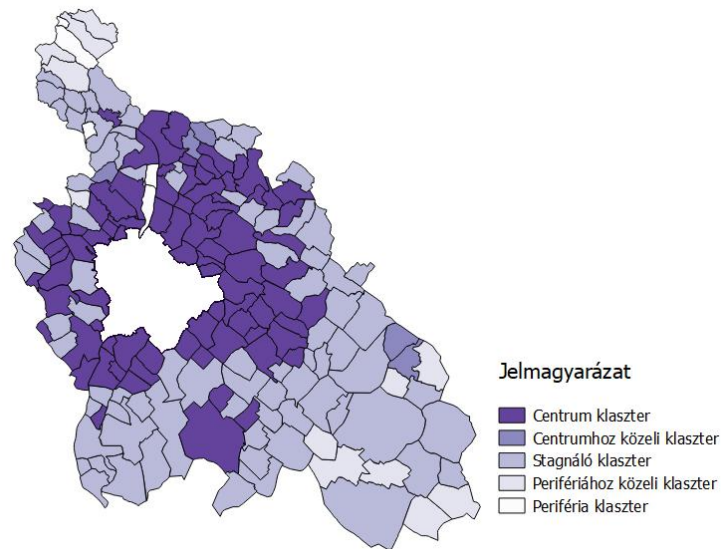 Jelmagyarázat
Centrum klaszter
Centrumhoz közeli klaszter
Stagnáló klaszter
Perifériához közeli klaszter
Periféria klaszter